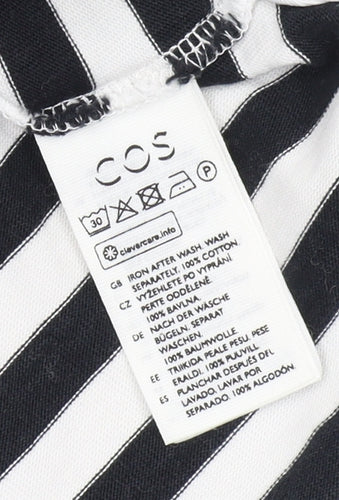 COS
30
P
clevercare.info
GB IRON AFTER WASH. WASH
SEPARATELY. 100% COTTON.
CZ VYŽEHLETE PO VYPRÁNÍ.
PERTE ODDĚLENĚ.
100% BAVLNA.
DE NACH DER WÄSCHE
BÜGELN. SEPARAT
WASCHEN.
100% BAUMWOLLE.
EE TRIIKIDA PEALE PESU. PESE
ERALDI. 100% PUUVILL
ES PLANCHAR DESPUÉS DEL
LAVADO. LAVAR POR
SEPARADO. 100% ALGODÓN.